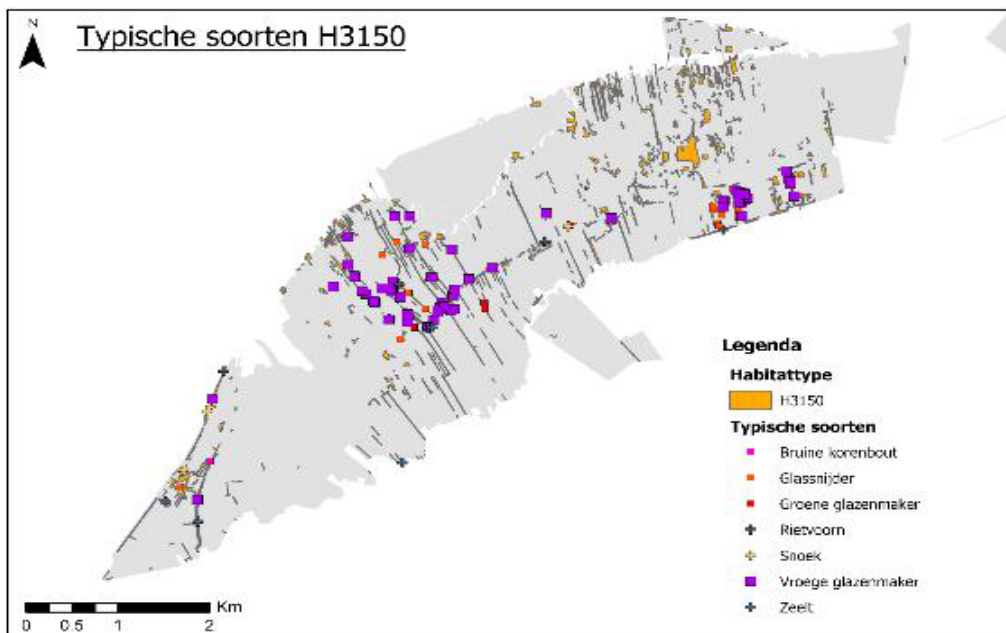 N
Typische soorten H3150
Legenda
Habitattype
H3150
Typische soorten
Bruine korenbout
Glassnijder
Groene glazenmaker
Rietvoorn
Snoek
Vroege glazenmaker
Zeelt
Km
0 0.5 1 2